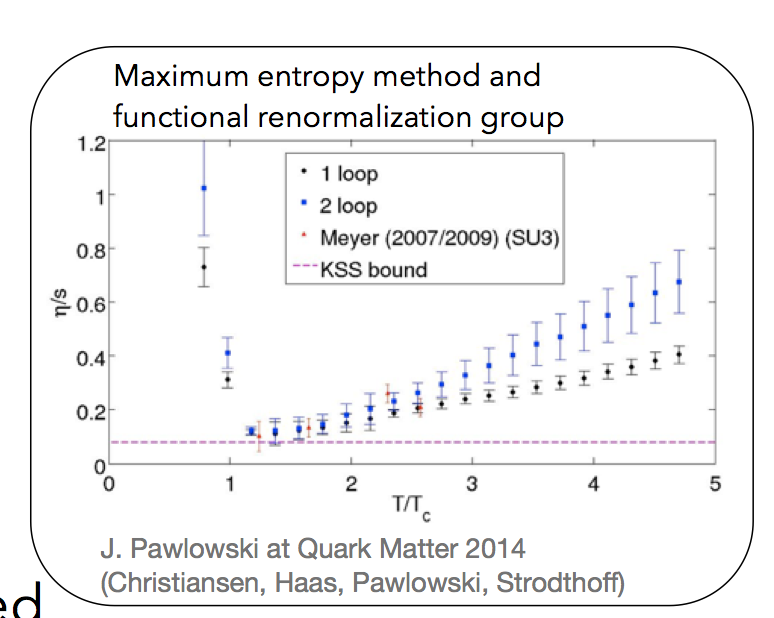 Maximum entropy method and
functional renormalization group
1.2
1
0.8
0.6
0.4
0.2
0
η/s
1 loop
2 loop
Meyer (2007/2009) (SU3)
KSS bound
0 1 2 3 4 5
T/Tc
J. Pawlowski at Quark Matter 2014
(Christiansen, Haas, Pawlowski, Strodthoff)
ed